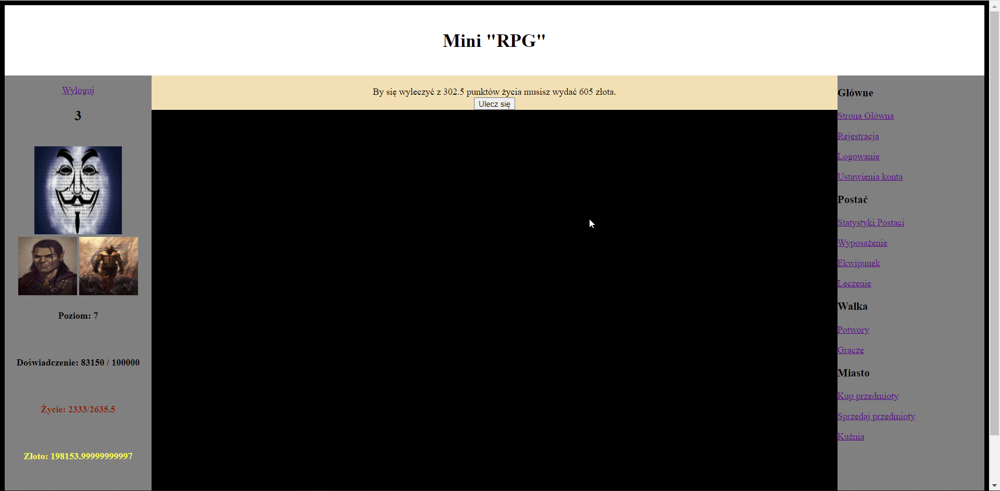 Mini "RPG"
Wyloguj
3
Poziom: 7
Doświadczenie: 83150 / 100000
Życie: 2333/2635.5
Złoto: 198153.99999999997
By się wyleczyć z 302.5 punktów życia musisz wydać 605 złota.
Ulecz się
Główne
Strona Główna
Rejestracja
Logowanie
Ustawienia konta
Postać
Statystyki Postaci
Wyposażenie
Ekwipunek
Leczenie
Walka
Potwory
Gracze
Miasto
Kup przedmioty
Sprzedaj przedmioty
Kuźnia